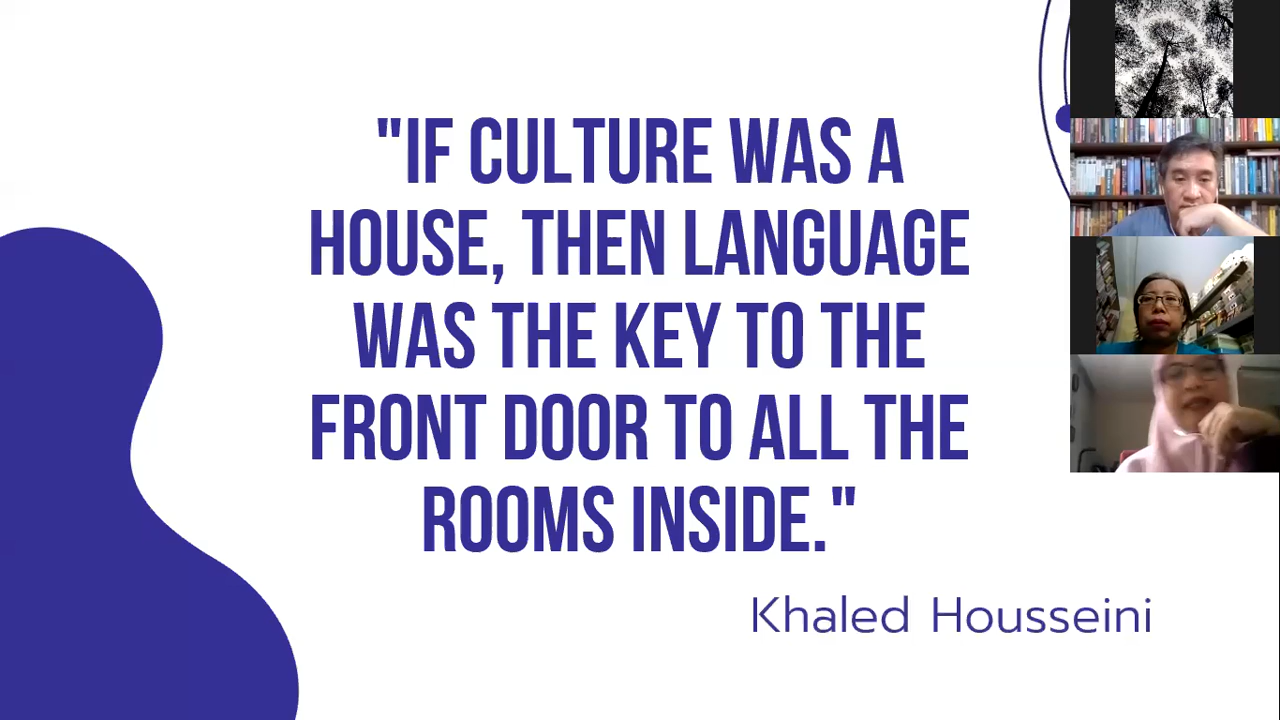 "IF CULTURE WAS A
HOUSE, THEN LANGUAGE
WAS THE KEY TO THE
FRONT DOOR TO ALL THE
ROOMS INSIDE."
Khaled Housseini